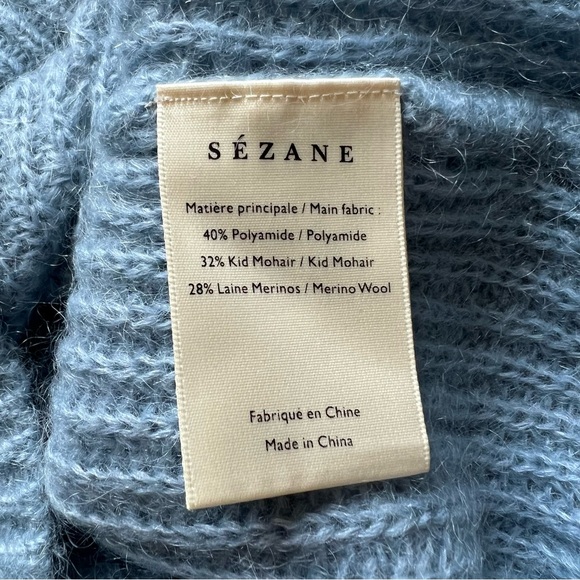 SÉZANE
Matière principale / Main fabric :
40% Polyamide / Polyamide
32% Kid Mohair / Kid Mohair
28% Laine Merinos / Merino Wool
Fabriqué en Chine
Made in China